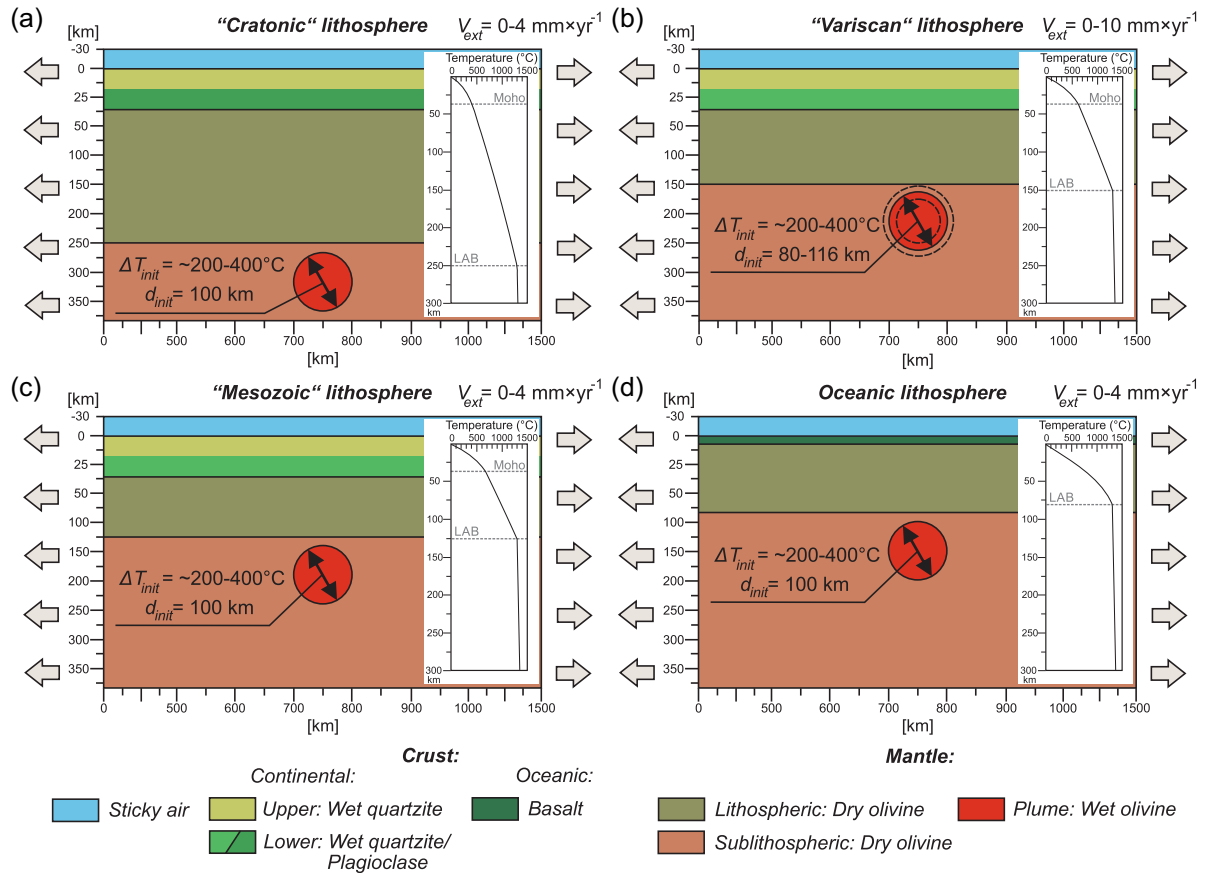 (a)
“Cratonic“ lithosphere
V_ext = 0-4 mm×yr⁻¹
[km]
-30
0
25
50
100
150
200
250
300
350
Temperature (°C)
0 500 1500
Moho
50
100
150
200
LAB
250
300
km
ΔT_init = ~200-400°C
d_init = 100 km
0 500 600 700 800 900 1000 1500
[km]
(b)
“Variscan“ lithosphere
V_ext = 0-10 mm×yr⁻¹
[km]
-30
0
25
50
100
150
200
250
300
350
Temperature (°C)
0 500 1500
Moho
50
100
LAB
150
200
250
300
km
ΔT_init = ~200-400°C
d_init = 80-116 km
0 500 600 700 800 900 1000 1500
[km]
(c)
“Mesozoic“ lithosphere
V_ext = 0-4 mm×yr⁻¹
[km]
-30
0
25
50
100
150
200
250
300
350
Temperature (°C)
0 500 1500
Moho
50
100
LAB
150
200
250
300
km
ΔT_init = ~200-400°C
d_init = 100 km
0 500 600 700 800 900 1000 1500
[km]
(d)
Oceanic lithosphere
V_ext = 0-4 mm×yr⁻¹
[km]
-30
0
25
50
100
150
200
250
300
350
Temperature (°C)
0 500 1500
50
LAB
100
150
200
250
300
km
ΔT_init = ~200-400°C
d_init = 100 km
0 500 600 700 800 900 1000 1500
[km]
Crust:
Continental:
Oceanic:
Mantle:
Sticky air
Upper: Wet quartzite
Basalt
Lithospheric: Dry olivine
Plume: Wet olivine
Lower: Wet quartzite/
Plagioclase
Sublithospheric: Dry olivine